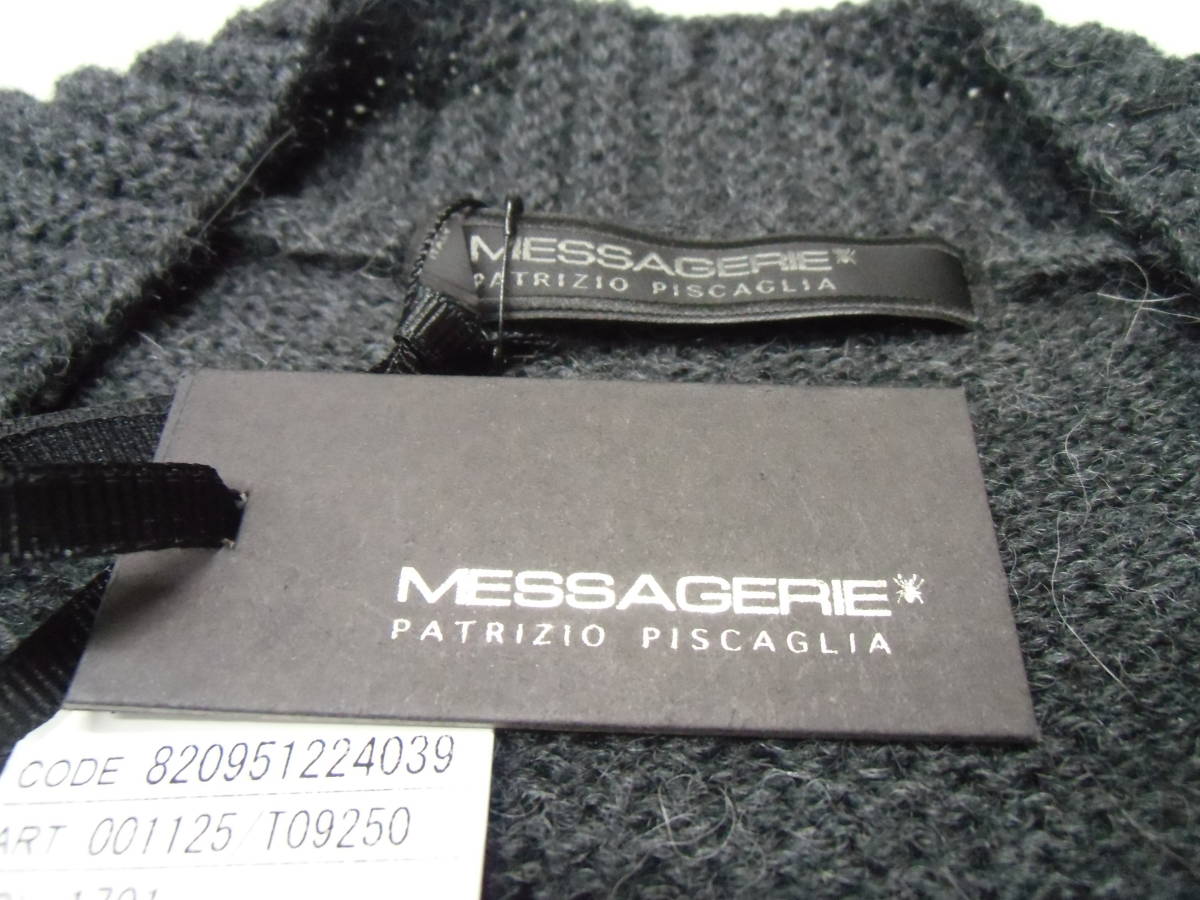 MESSAGERIE
PATRIZIO PISCAGLIA
MESSAGERIE
PATRIZIO PISCAGLIA
CODE 820951224039
ART 001125/T09250